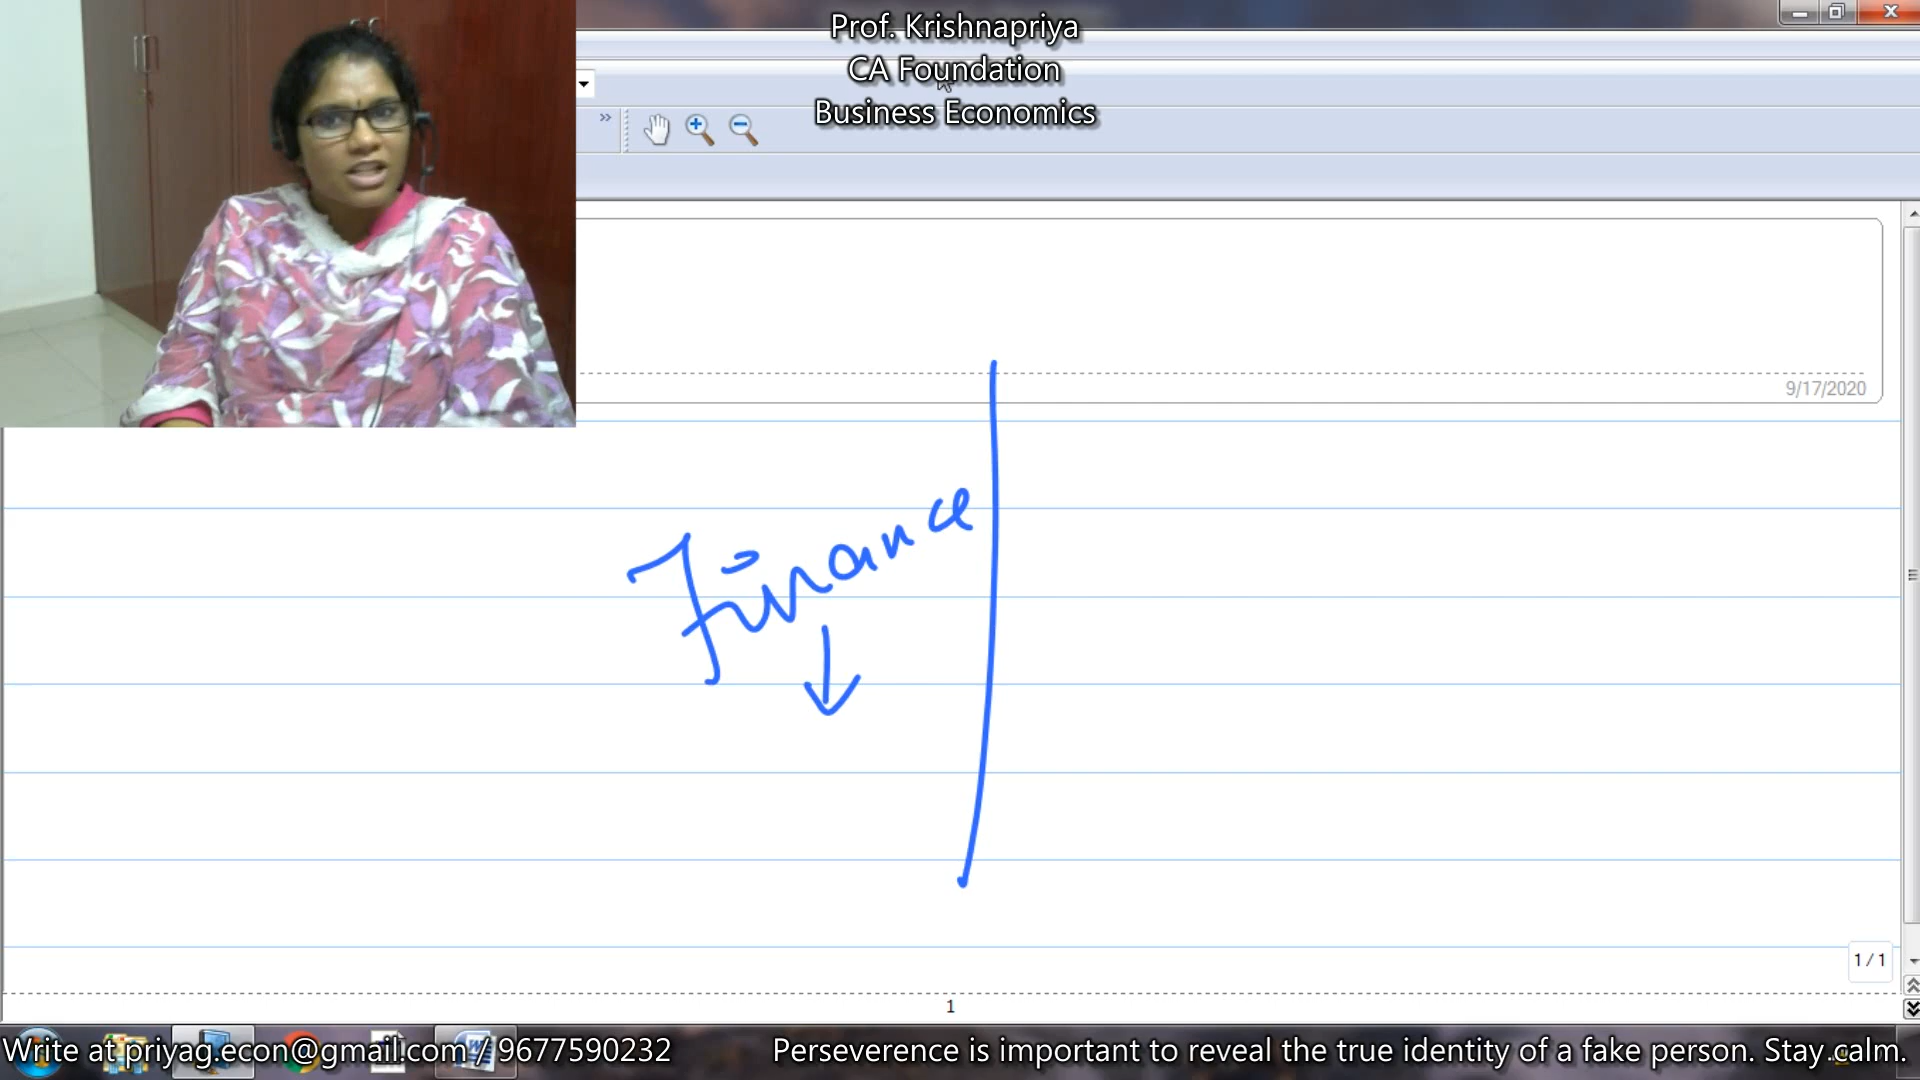 Prof. Krishnapriya
CA Foundation
Business Economics
9/17/2020
Finance
1 / 1
1
Write at priyag.econ@gmail.com / 9677590232
Perseverence is important to reveal the true identity of a fake person. Stay calm.